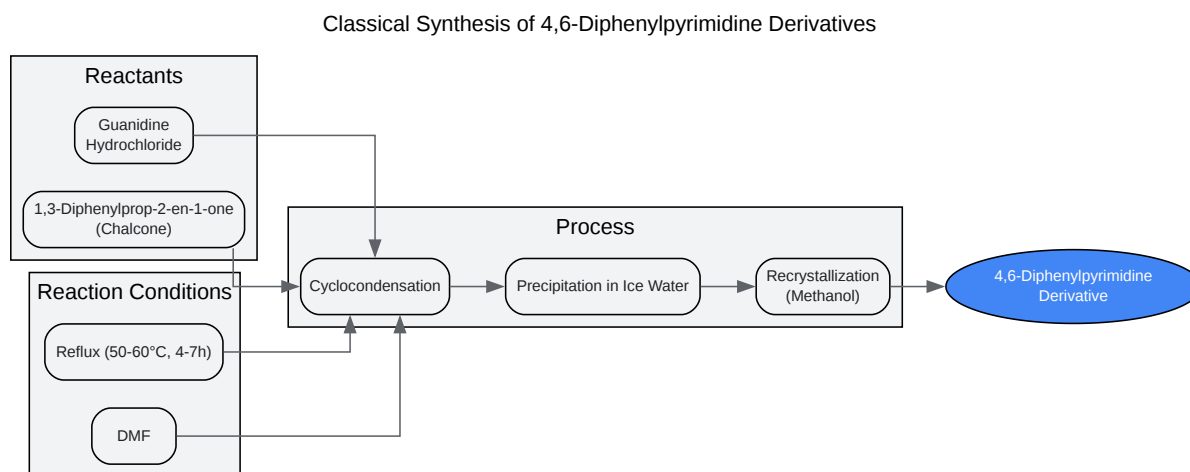 Classical Synthesis of 4,6-Diphenylpyrimidine Derivatives
Reactants
Guanidine
Hydrochloride
1,3-Diphenylprop-2-en-1-one
(Chalcone)
Reaction Conditions
Reflux (50-60°C, 4-7h)
DMF
Process
Cyclocondensation
Precipitation in Ice Water
Recrystallization
(Methanol)
4,6-Diphenylpyrimidine
Derivative